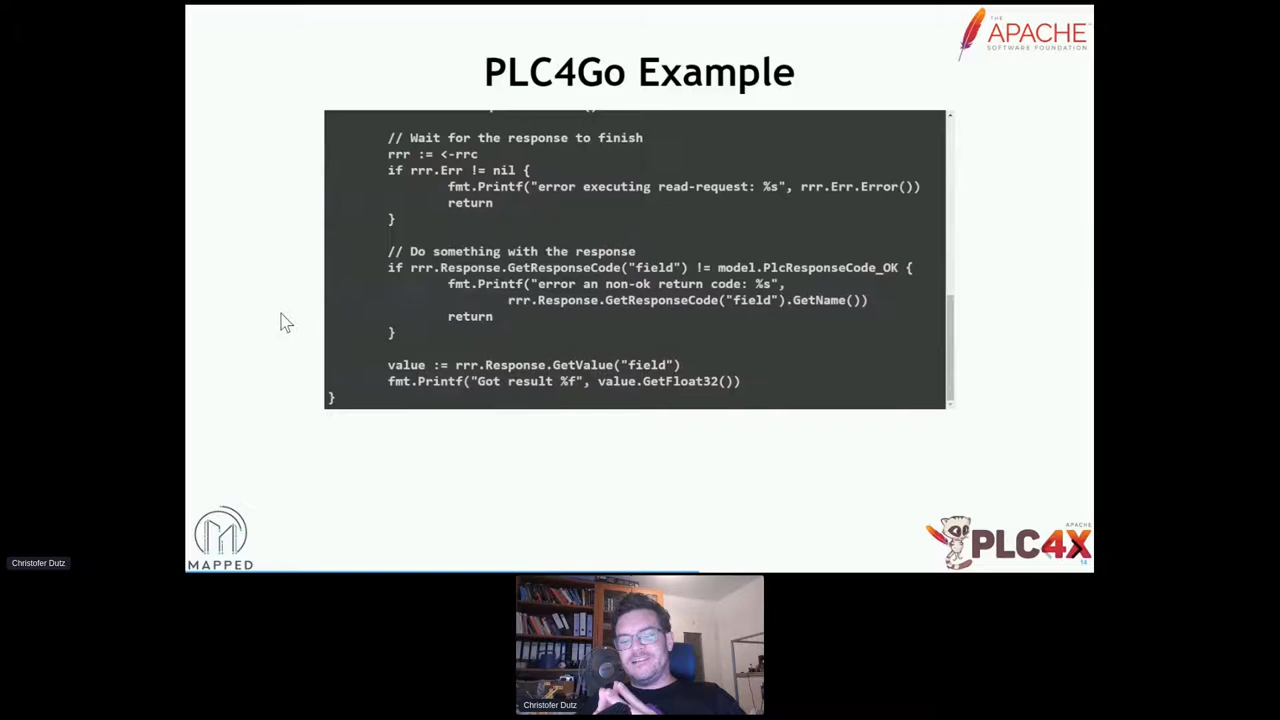 THE
APACHE
SOFTWARE FOUNDATION
PLC4Go Example
// Wait for the response to finish
rrr := <-rrc
if rrr.Err != nil {
fmt.Printf("error executing read-request: %s", rrr.Err.Error())
return
}
// Do something with the response
if rrr.Response.GetResponseCode("field") != model.PlcResponseCode_OK {
fmt.Printf("error an non-ok return code: %s",
rrr.Response.GetResponseCode("field").GetName())
return
}
value := rrr.Response.GetValue("field")
fmt.Printf("Got result %f", value.GetFloat32())
}
MAPPED
APACHE
PLC4X
14
Christofer Dutz
Christofer Dutz